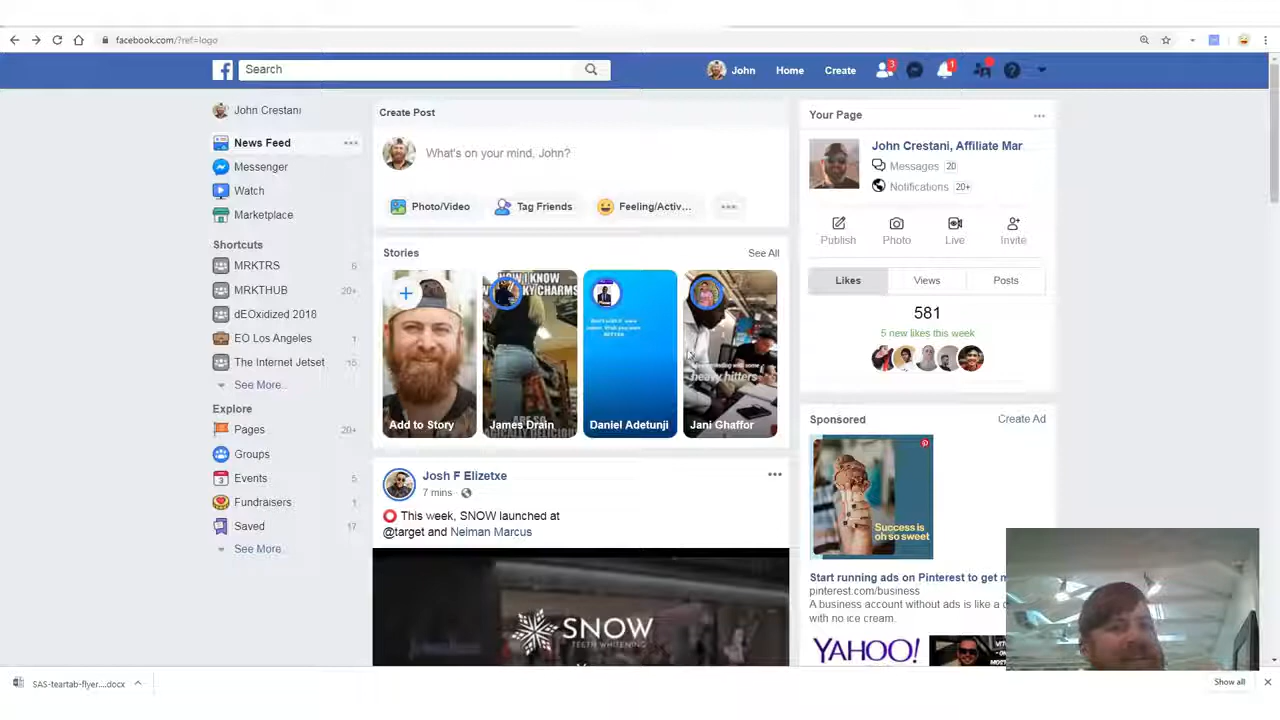 facebook.com/?ref=logo
Search
John
Home
Create
3
1
John Crestani
News Feed
Messenger
Watch
Marketplace
Shortcuts
MRKTRS 6
MRKTHUB 20+
dEOxidized 2018
EO Los Angeles 1
The Internet Jetset 15
See More...
Explore
Pages 20+
Groups
Events 5
Fundraisers 1
Saved 17
See More...
Create Post
What's on your mind, John?
Photo/Video
Tag Friends
Feeling/Activ...
Stories
See All
Add to Story
James Drain
Daniel Adetunji
heavy hitters
Jani Ghaffor
Josh F Elizetxe
7 mins
This week, SNOW launched at
@target and Neiman Marcus
SNOW
TEETH WHITENING
Your Page
John Crestani, Affiliate Mar
Messages 20
Notifications 20+
Publish
Photo
Live
Invite
Likes
Views
Posts
581
5 new likes this week
Sponsored
Create Ad
Success is
oh so sweet
Start running ads on Pinterest to get m
pinterest.com/business
A business account without ads is like a c
with no ice cream.
YAHOO!
SAS-teartab-flyer....docx
Show all